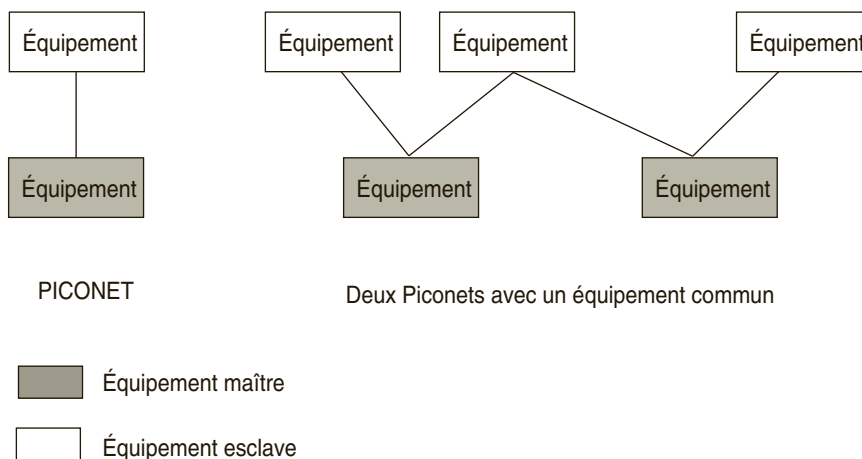 Équipement Équipement Équipement Équipement
Équipement Équipement Équipement
PICONET Deux Piconets avec un équipement commun
Équipement maître
Équipement esclave